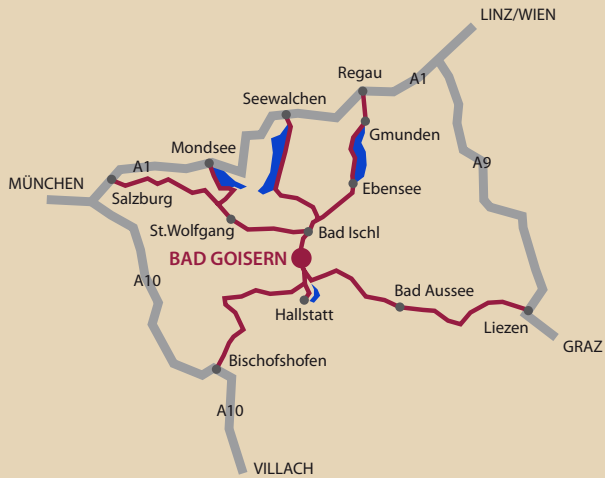 LINZ/WIEN
Regau
A1
Seewalchen
Gmunden
Mondsee
A1
A9
MÜNCHEN
Salzburg
Ebensee
St.Wolfgang
Bad Ischl
BAD GOISERN
A10
Bad Aussee
Hallstatt
Liezen
GRAZ
Bischofshofen
A10
VILLACH